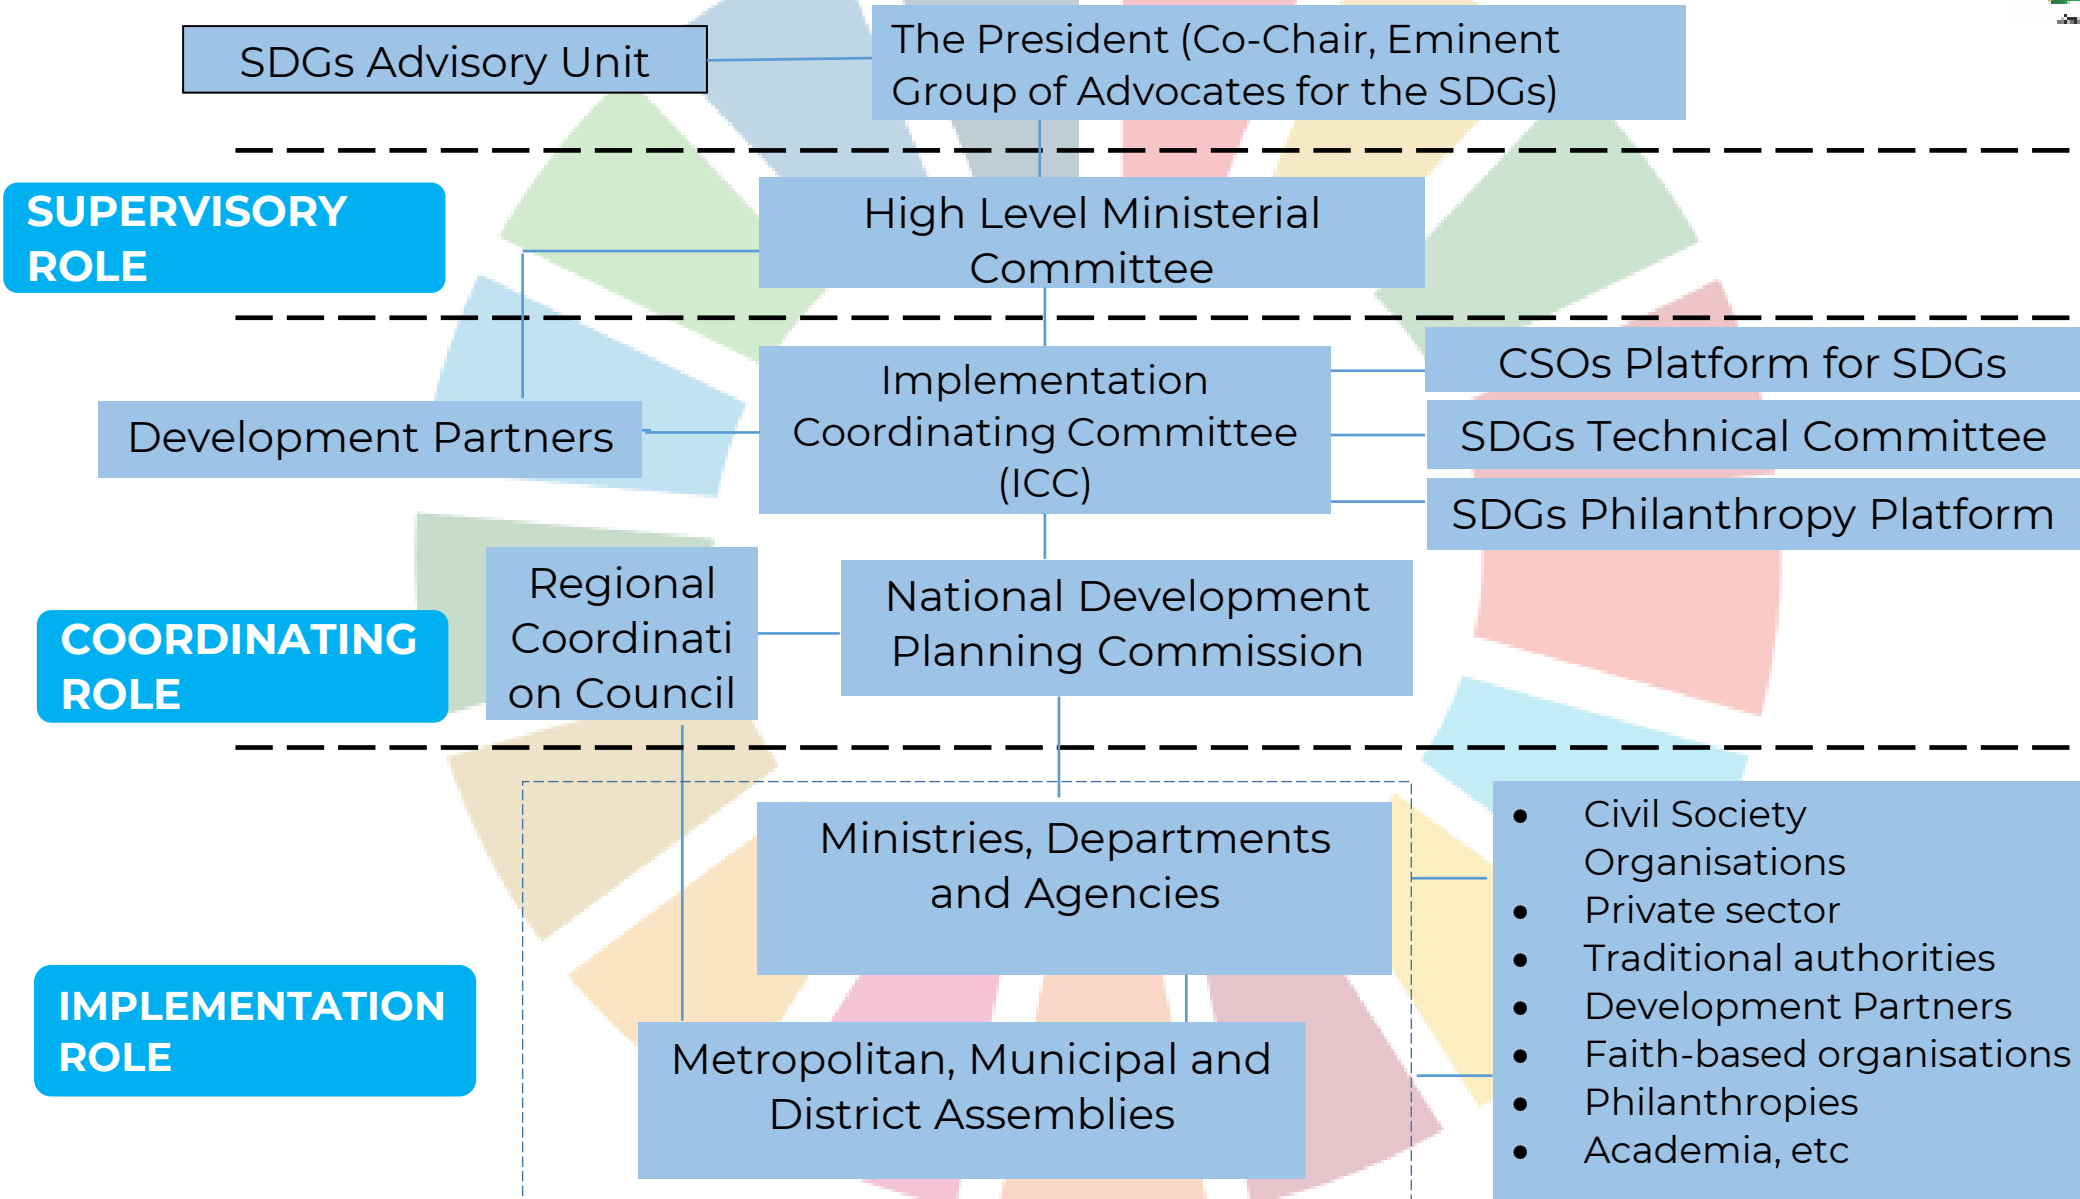 SDGs Advisory Unit
The President (Co-Chair, Eminent
Group of Advocates for the SDGs)
SUPERVISORY
ROLE
High Level Ministerial
Committee
Implementation
Coordinating Committee
(ICC)
CSOs Platform for SDGs
SDGs Technical Committee
SDGs Philanthropy Platform
Development Partners
COORDINATING
ROLE
Regional
Coordinati
on Council
National Development
Planning Commission
IMPLEMENTATION
ROLE
Ministries, Departments
and Agencies
Metropolitan, Municipal and
District Assemblies
• Civil Society
Organisations
• Private sector
• Traditional authorities
• Development Partners
• Faith-based organisations
• Philanthropies
• Academia, etc